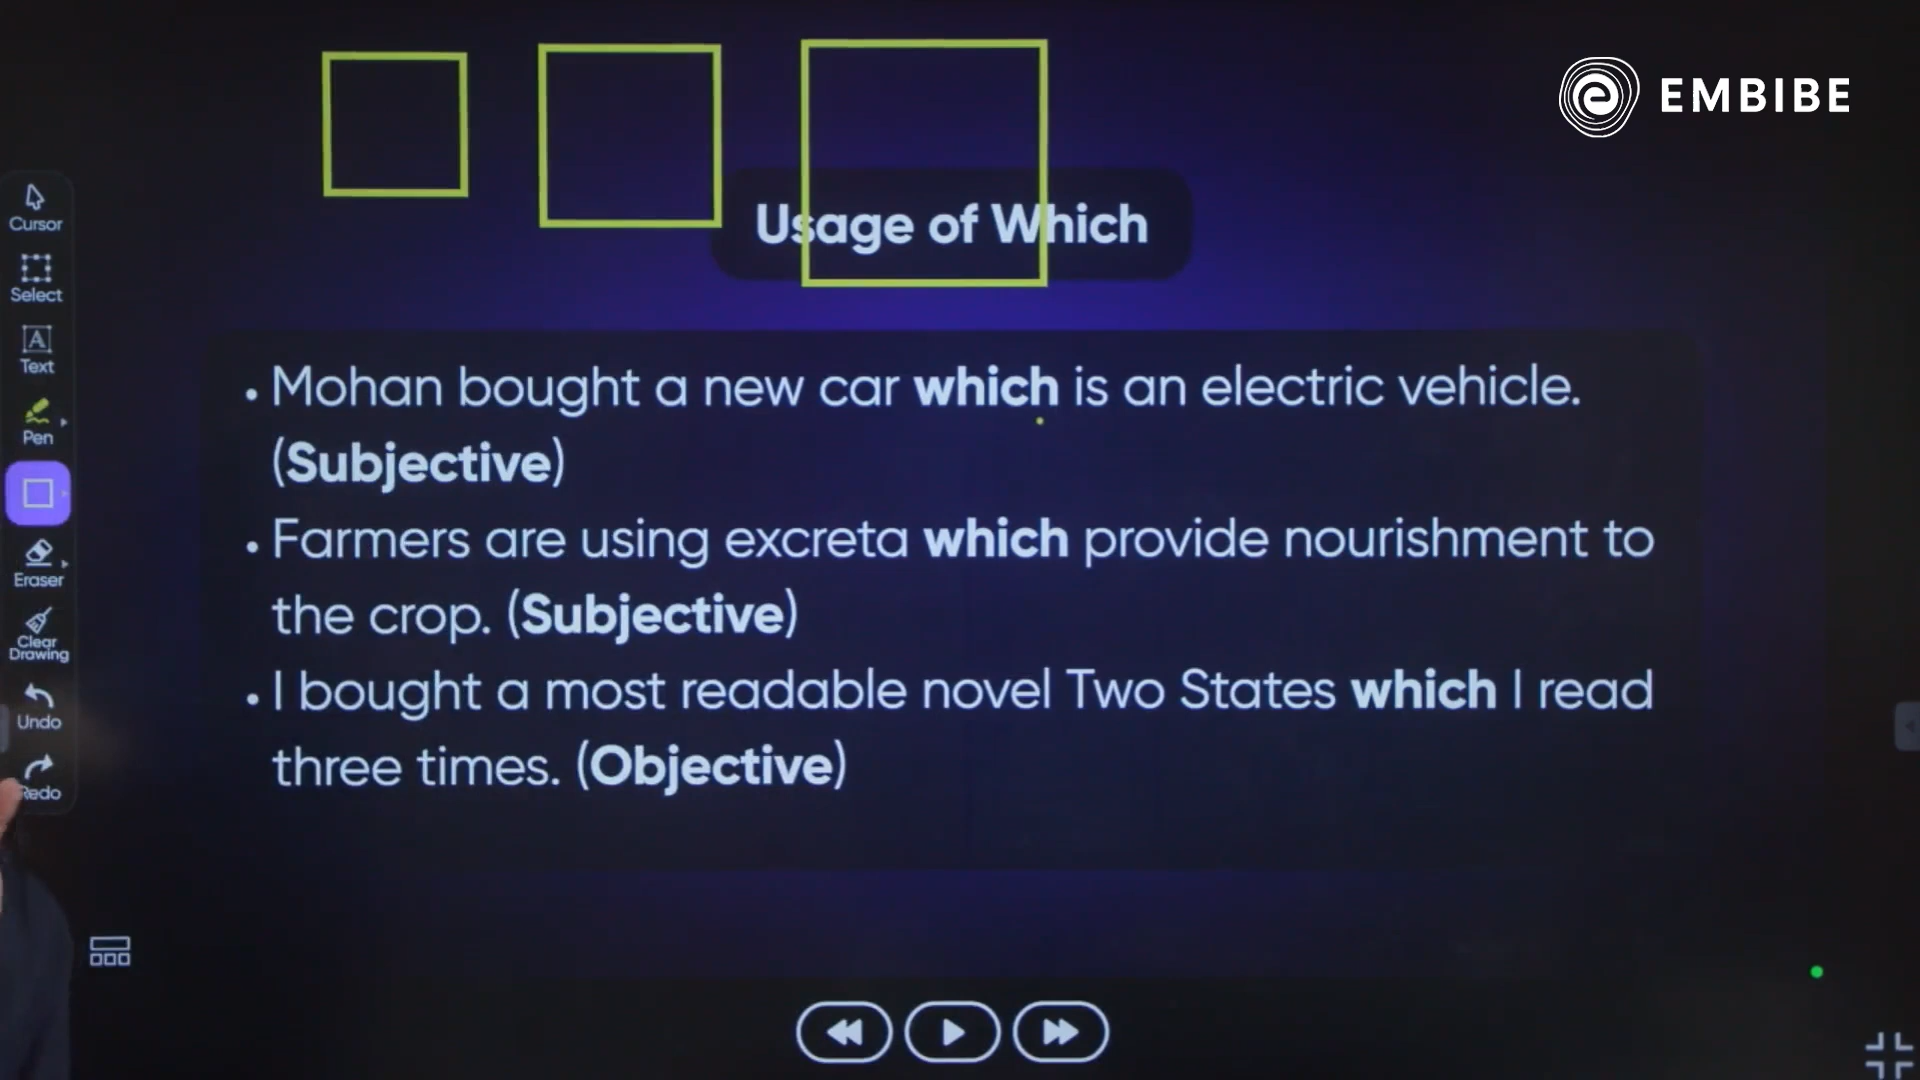 EMBIBE
Usage of Which
Cursor
Select
Text
Pen
Eraser
Clear
Drawing
Undo
Redo
• Mohan bought a new car which is an electric vehicle.
(Subjective)
• Farmers are using excreta which provide nourishment to
the crop. (Subjective)
• I bought a most readable novel Two States which I read
three times. (Objective)